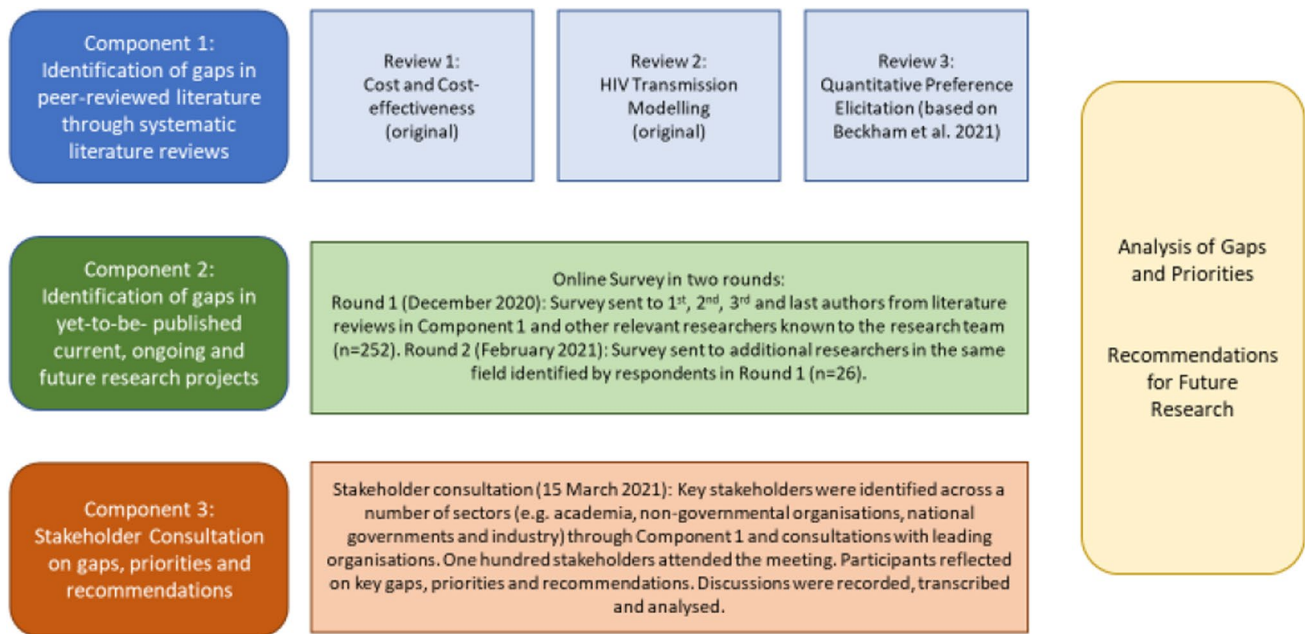 Component 1:
Identification of gaps in
peer-reviewed literature
through systematic
literature reviews
Review 1:
Cost and Cost-
effectiveness
(original)
Review 2:
HIV Transmission
Modelling
(original)
Review 3:
Quantitative Preference
Elicitation (based on
Beckham et al. 2021)
Component 2:
Identification of gaps in
yet-to-be- published
current, ongoing and
future research projects
Online Survey in two rounds:
Round 1 (December 2020): Survey sent to 1st, 2nd, 3rd and last authors from literature
reviews in Component 1 and other relevant researchers known to the research team
(n=252). Round 2 (February 2021): Survey sent to additional researchers in the same
field identified by respondents in Round 1 (n=26).
Component 3:
Stakeholder Consultation
on gaps, priorities and
recommendations
Stakeholder consultation (15 March 2021): Key stakeholders were identified across a
number of sectors (e.g. academia, non-governmental organisations, national
governments and industry) through Component 1 and consultations with leading
organisations. One hundred stakeholders attended the meeting. Participants reflected
on key gaps, priorities and recommendations. Discussions were recorded, transcribed
and analysed.
Analysis of Gaps
and Priorities
Recommendations
for Future
Research